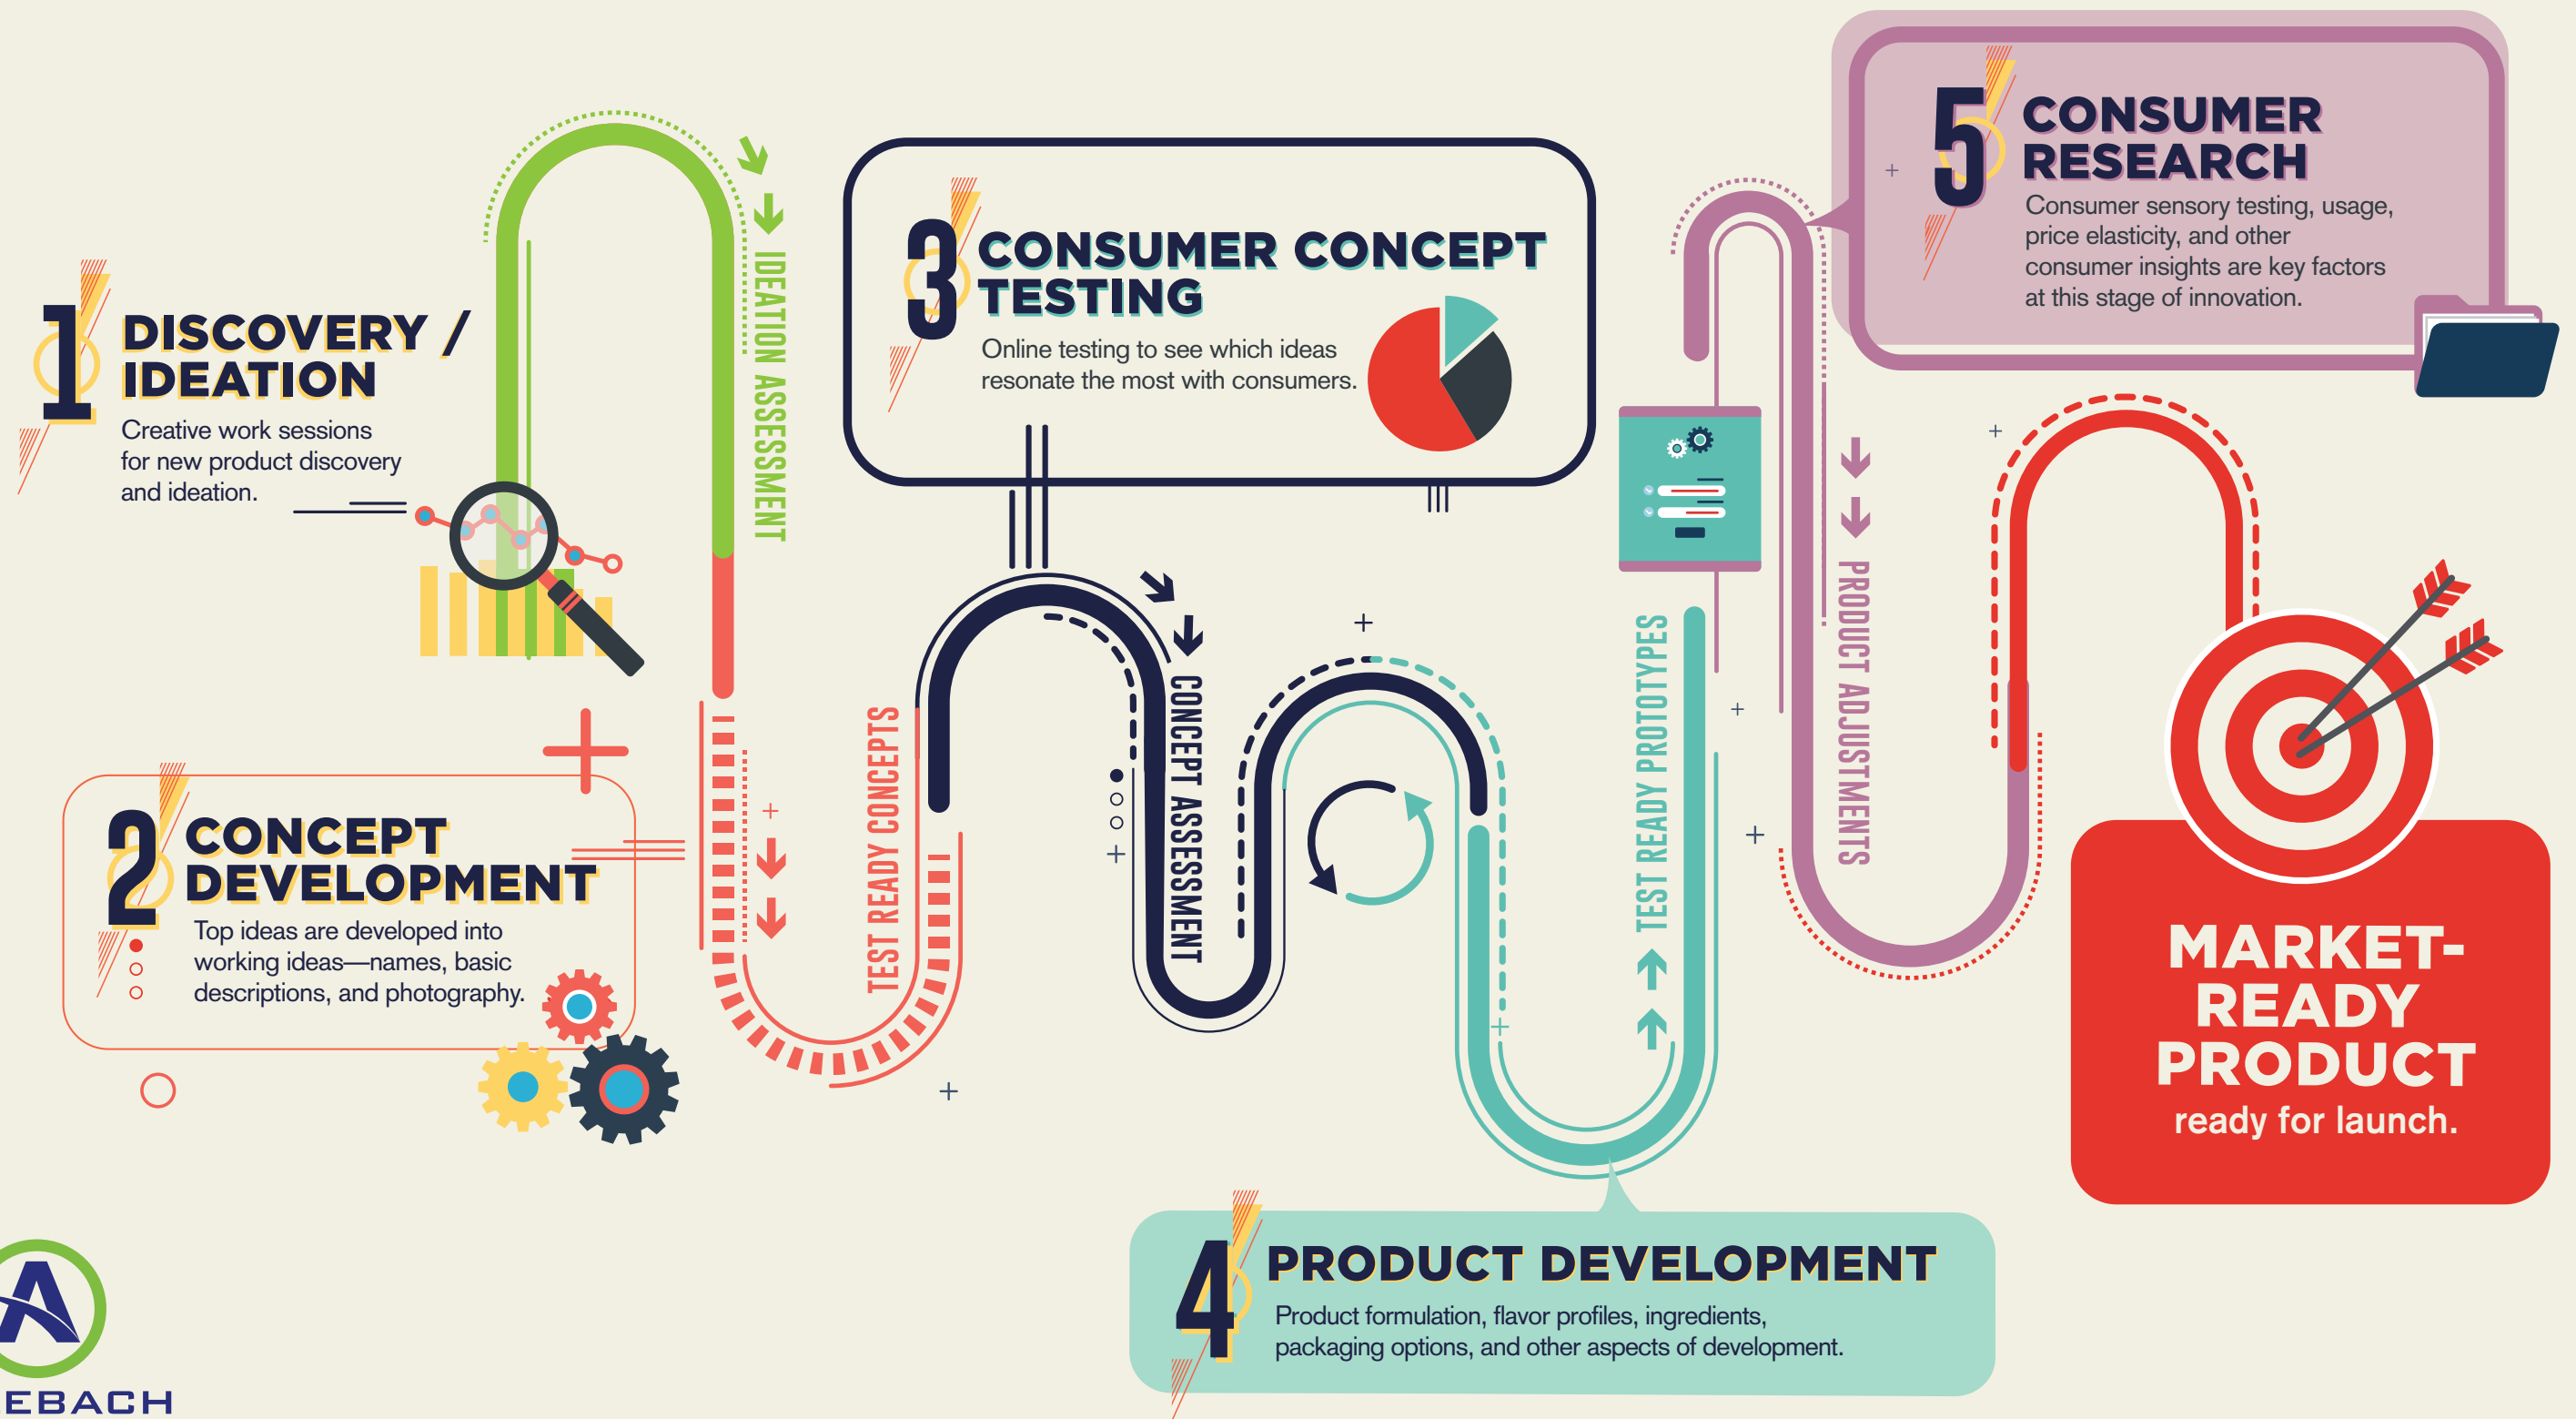 1
DISCOVERY /
IDEATION
Creative work sessions
for new product discovery
and ideation.
IDEATION ASSESSMENT
2
CONCEPT
DEVELOPMENT
Top ideas are developed into
working ideas—names, basic
descriptions, and photography.
TEST READY CONCEPTS
3
CONSUMER CONCEPT
TESTING
Online testing to see which ideas
resonate the most with consumers.
CONCEPT ASSESSMENT
4
PRODUCT DEVELOPMENT
Product formulation, flavor profiles, ingredients,
packaging options, and other aspects of development.
TEST READY PROTOTYPES
5
CONSUMER
RESEARCH
Consumer sensory testing, usage,
price elasticity, and other
consumer insights are key factors
at this stage of innovation.
PRODUCT ADJUSTMENTS
MARKET-
READY
PRODUCT
ready for launch.
A
EBACH